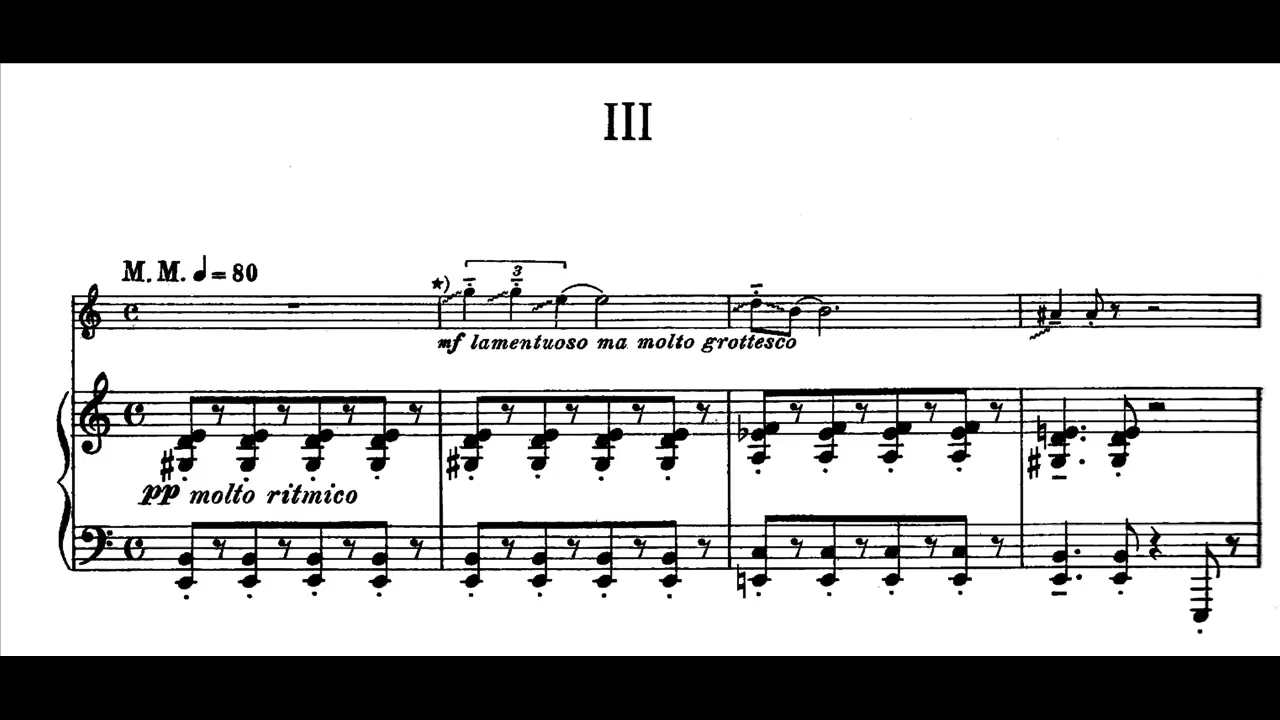 III
M. M. ♩= 80
★)
3
mf lamentuoso ma molto grottesco
pp molto ritmico